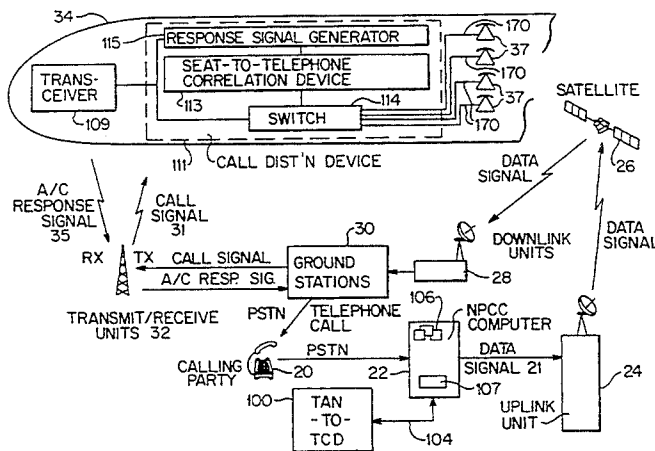 34
115
RESPONSE SIGNAL GENERATOR
170
37
SEAT-TO-TELEPHONE
CORRELATION DEVICE
170
TRANS-
CEIVER
109
113
114
SWITCH
37
170
111
CALL DIST'N DEVICE
SATELLITE
26
A/C
RESPONSE
SIGNAL
35
CALL
SIGNAL
31
DATA
SIGNAL
DATA
SIGNAL
RX
TX
CALL SIGNAL
A/C RESP. SIG.
30
GROUND
STATIONS
DOWNLINK
UNITS
28
TRANSMIT/RECEIVE
UNITS 32
PSTN
TELEPHONE
CALL
106
NPCC
COMPUTER
CALLING
PARTY
20
PSTN
22
DATA
SIGNAL 21
107
24
UPLINK
UNIT
100
TAN
-TO-
TCD
104